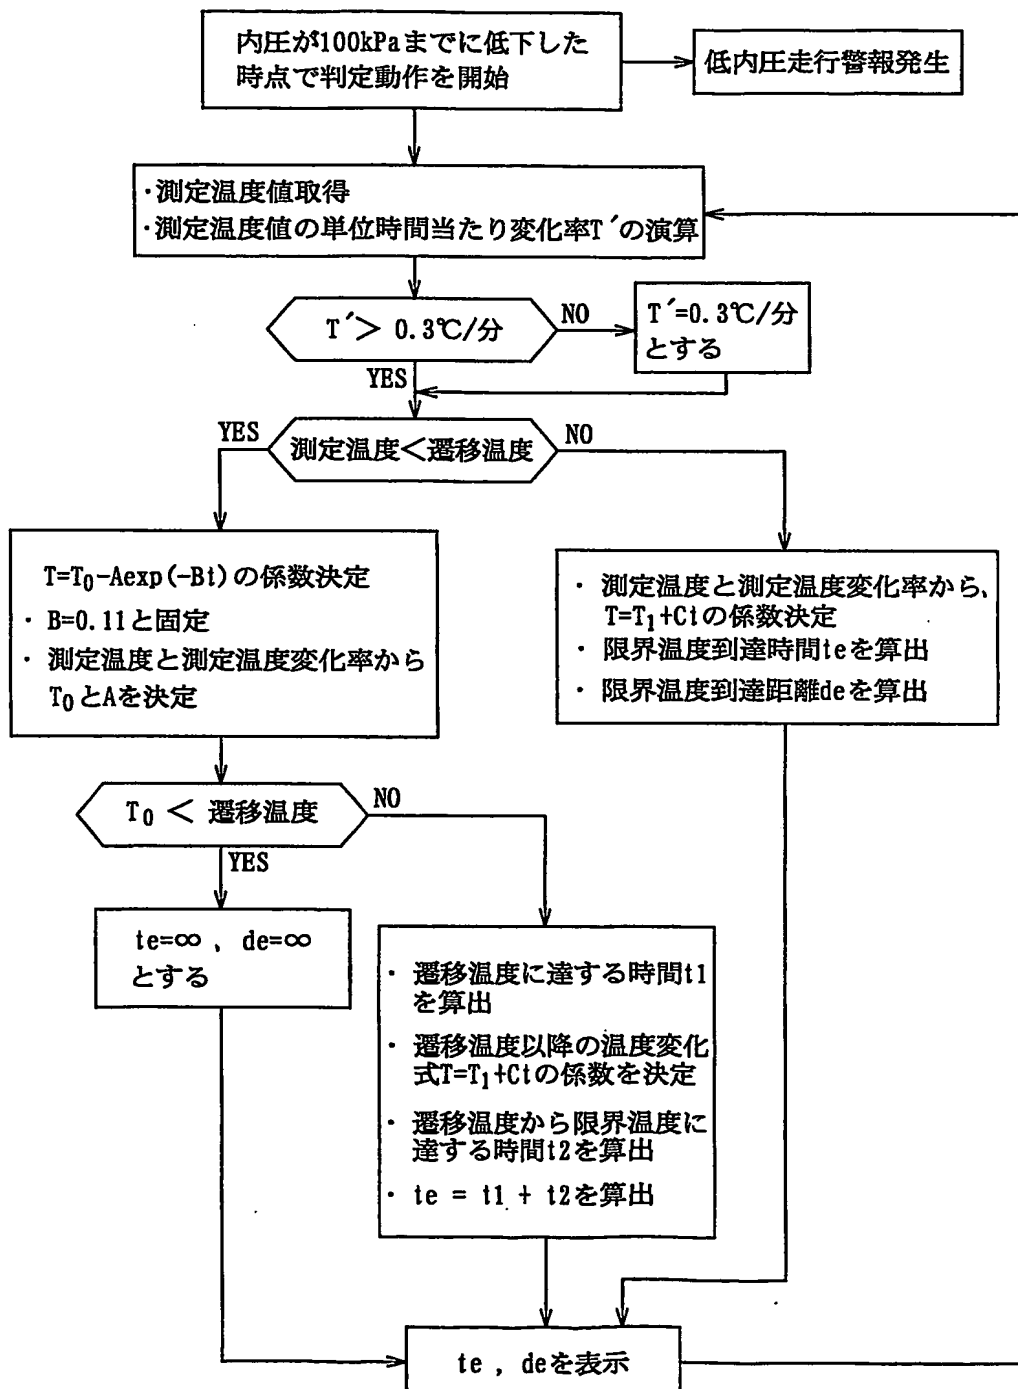 内圧が100kPaまでに低下した
時点で判定動作を開始
低内圧走行警報発生
・測定温度値取得
・測定温度値の単位時間当たり変化率T´の演算
T´＞ 0.3℃/分
NO
T´=0.3℃/分
とする
YES
YES
測定温度＜遷移温度
NO
T=T₀-Aexp(-Bt)の係数決定
・ B=0.11と固定
・ 測定温度と測定温度変化率から
T₀とAを決定
・ 測定温度と測定温度変化率から、
T=T₁+Ctの係数決定
・ 限界温度到達時間teを算出
・ 限界温度到達距離deを算出
T₀ ＜ 遷移温度
NO
YES
te=∞ , de=∞
とする
・ 遷移温度に達する時間t1
を算出
・ 遷移温度以降の温度変化
式T=T₁+Ctの係数を決定
・ 遷移温度から限界温度に
達する時間t2を算出
・ te = t1 + t2を算出
te , deを表示